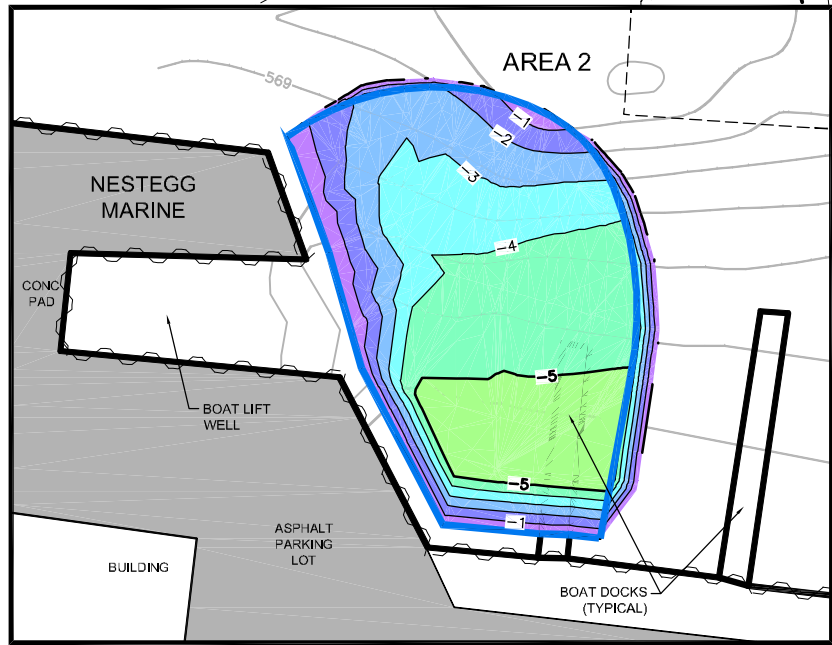 AREA 2
569
-1
-2
-3
-4
-5
-5
-1
NESTEGG
MARINE
CONC
PAD
BOAT LIFT
WELL
ASPHALT
PARKING
LOT
BUILDING
BOAT DOCKS
(TYPICAL)